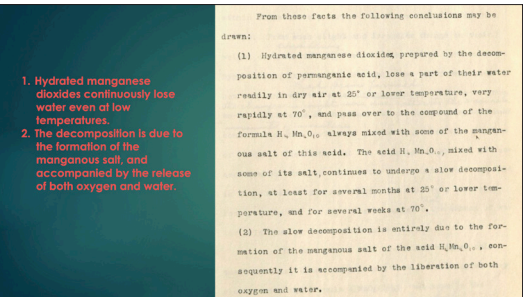 1. Hydrated manganese
dioxides continuously lose
water even at low
temperatures.
2. The decomposition is due to
the formation of the
manganous salt, and
accompanied by the release
of both oxygen and water.
From these facts the following conclusions may be
drawn:
(1) Hydrated manganese dioxides, prepared by the decom-
position of permanganic acid, lose a part of their water
readily in dry air at 25° or lower temperature, very
rapidly at 70°, and pass over to the compound of the
formula always mixed with some of the mangan-
ous salt of this acid. The acid mixed with
some of its salt, continues to undergo a slow decomposi-
tion, at least for several months at 25° or lower tem-
perature, and for several weeks at 70°.
(2) The slow decomposition is entirely due to the for-
mation of the manganous salt of the acid con-
sequently it is accompanied by the liberation of both
oxygen and water.